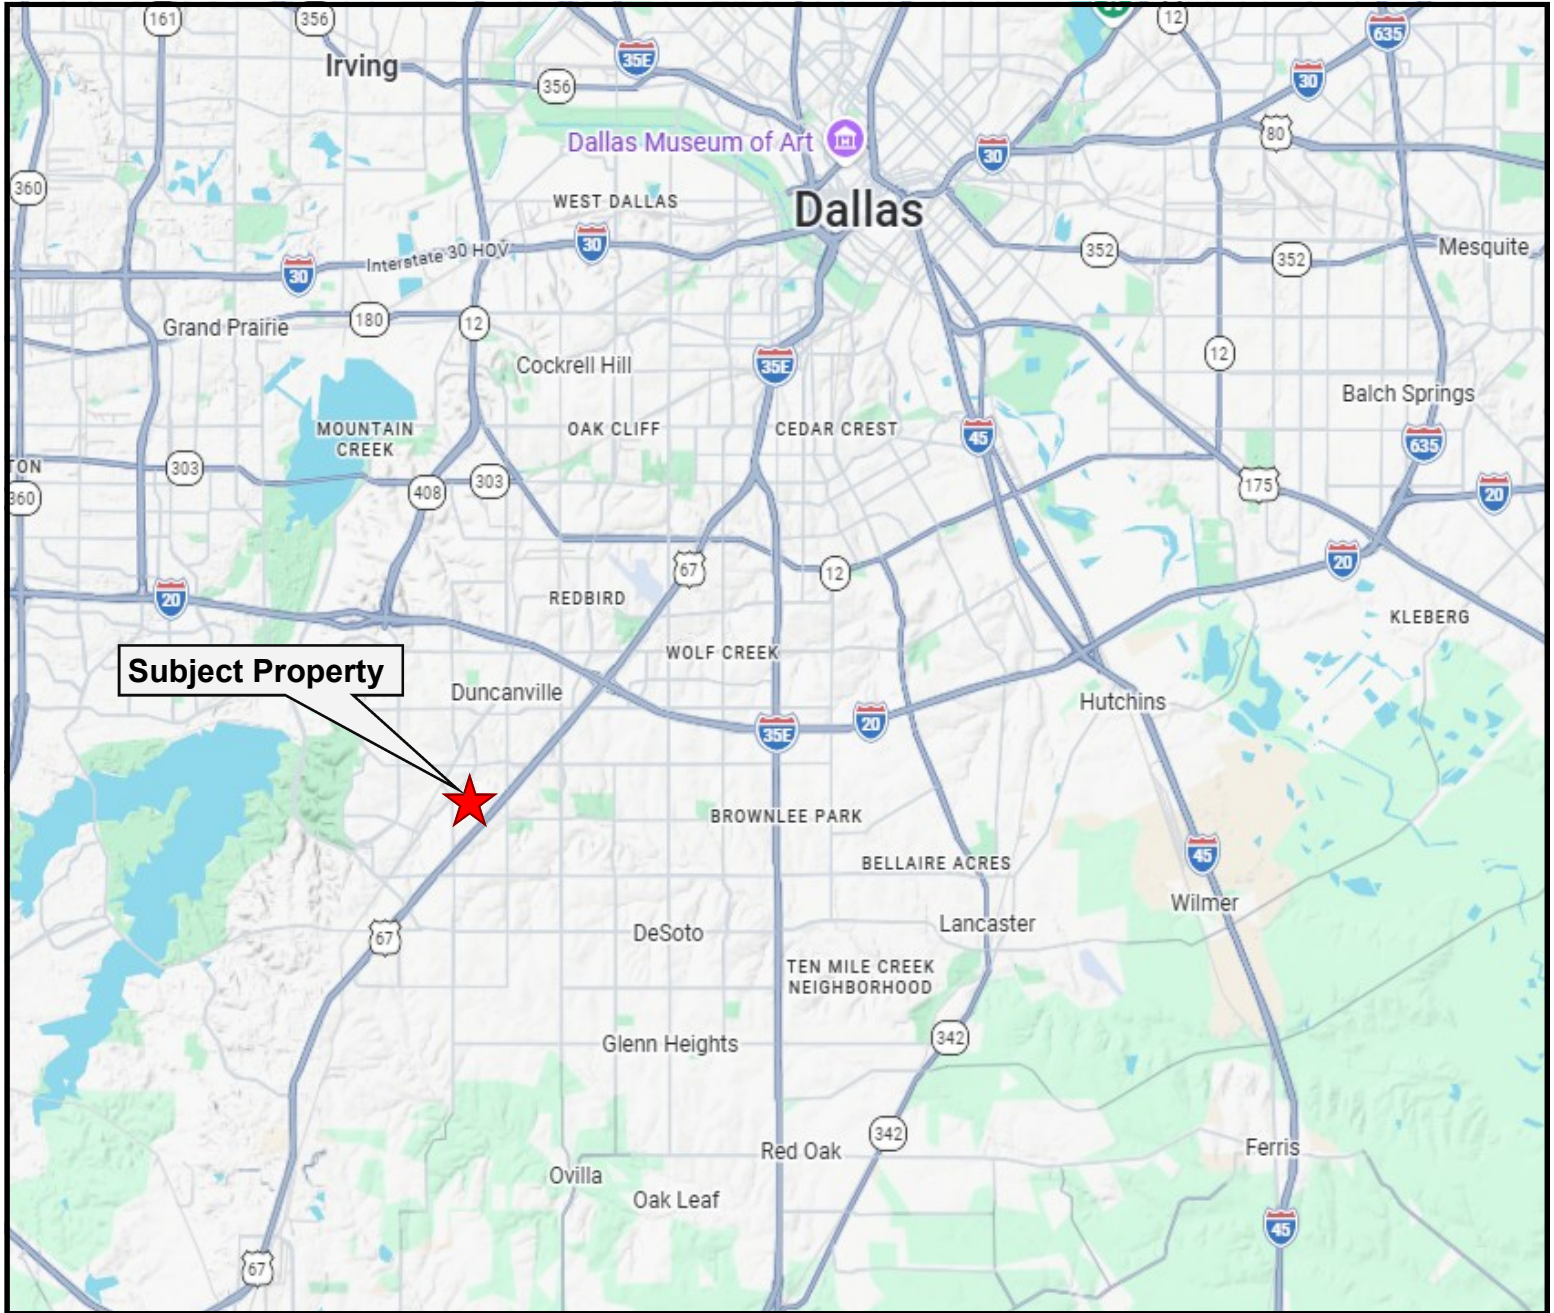 161
356
12
635
Irving
35E
356
30
Dallas Museum of Art
80
30
360
WEST DALLAS
Dallas
30
352
352
Mesquite
Interstate 30 HOV
30
Grand Prairie
180
12
12
Cockrell Hill
35E
Balch Springs
MOUNTAIN
CREEK
OAK CLIFF
CEDAR CREST
45
635
TON
303
303
408
360
175
20
67
12
20
20
REDBIRD
KLEBERG
WOLF CREEK
Subject Property
Duncanville
Hutchins
35E
20
BROWNLEE PARK
45
BELLAIRE ACRES
Wilmer
Lancaster
DeSoto
67
TEN MILE CREEK
NEIGHBORHOOD
342
Glenn Heights
342
Red Oak
Ferris
Ovilla
Oak Leaf
45
67